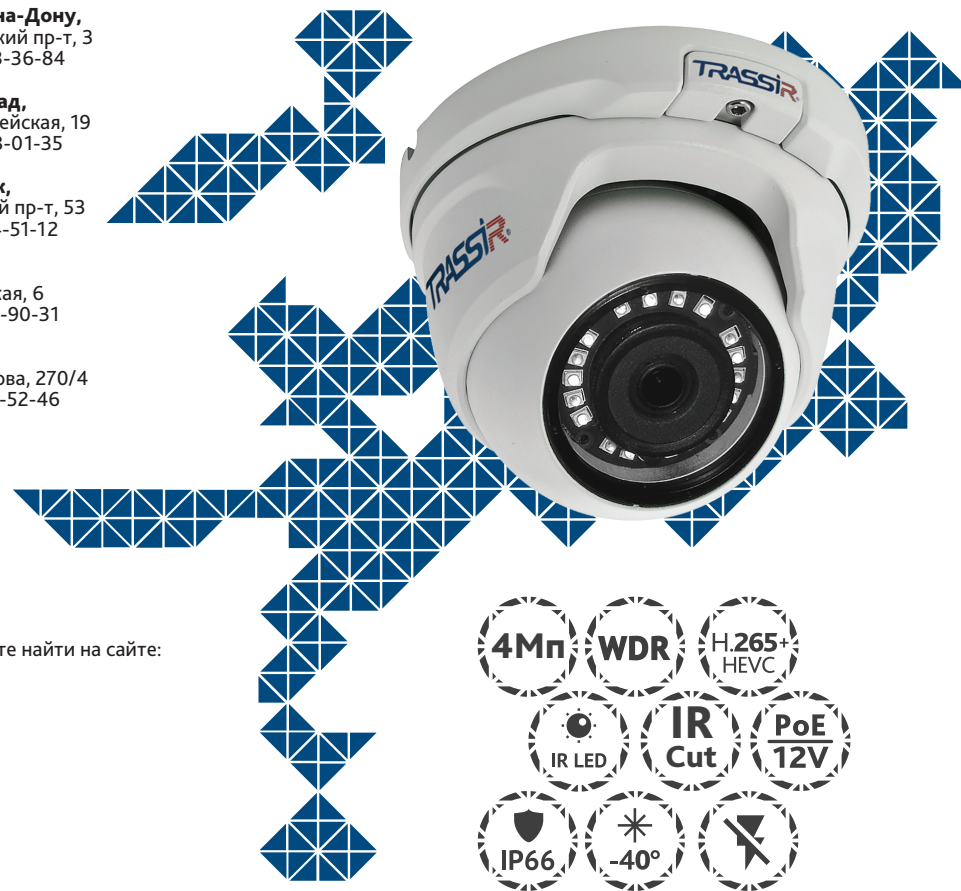 на-Дону,
кий пр-т, 3
3-36-84
ад,
ейская, 19
3-01-35
к,
й пр-т, 53
-51-12
кая, 6
-90-31
ова, 270/4
-52-46
те найти на сайте:
TRASSIR
TRASSIR
4Мп
WDR
H.265+
HEVC
IR LED
IR
Cut
PoE
12V
IP66
-40°